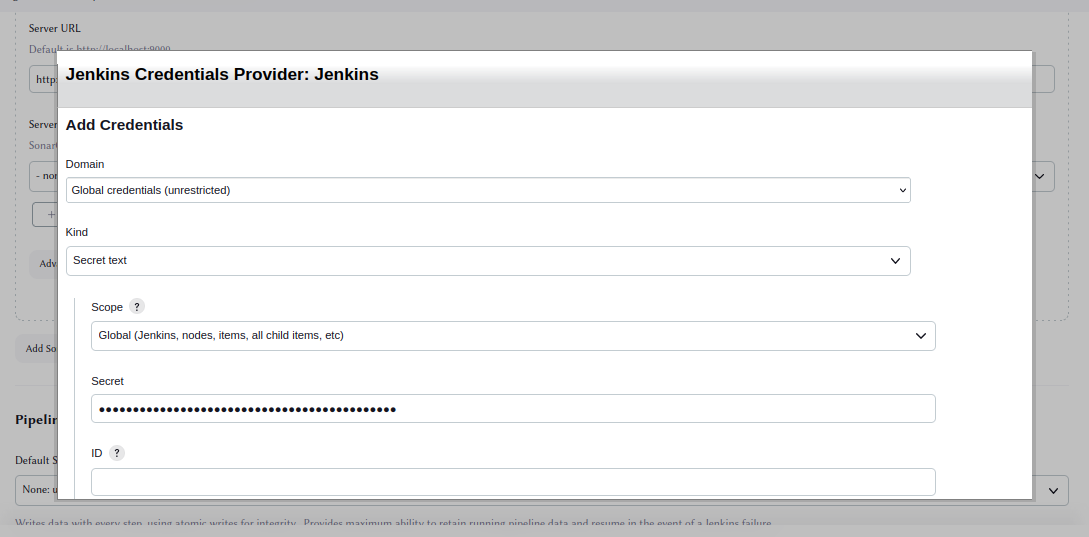 Server URL
Default is http://localhost:9000
http
Jenkins Credentials Provider: Jenkins
Add Credentials
Server
Sonar
Domain
- non
Global credentials (unrestricted)
+
Kind
Adv
Secret text
Scope ?
Global (Jenkins, nodes, items, all child items, etc)
Add So
Secret
●●●●●●●●●●●●●●●●●●●●●●●●●●●●●●●●●●●●●●●●●●●●
Pipelin
ID ?
Default S
None: u
Writes data with every step, using atomic writes for integrity. Provides maximum ability to retain running pipeline data and resume in the event of a Jenkins failure.